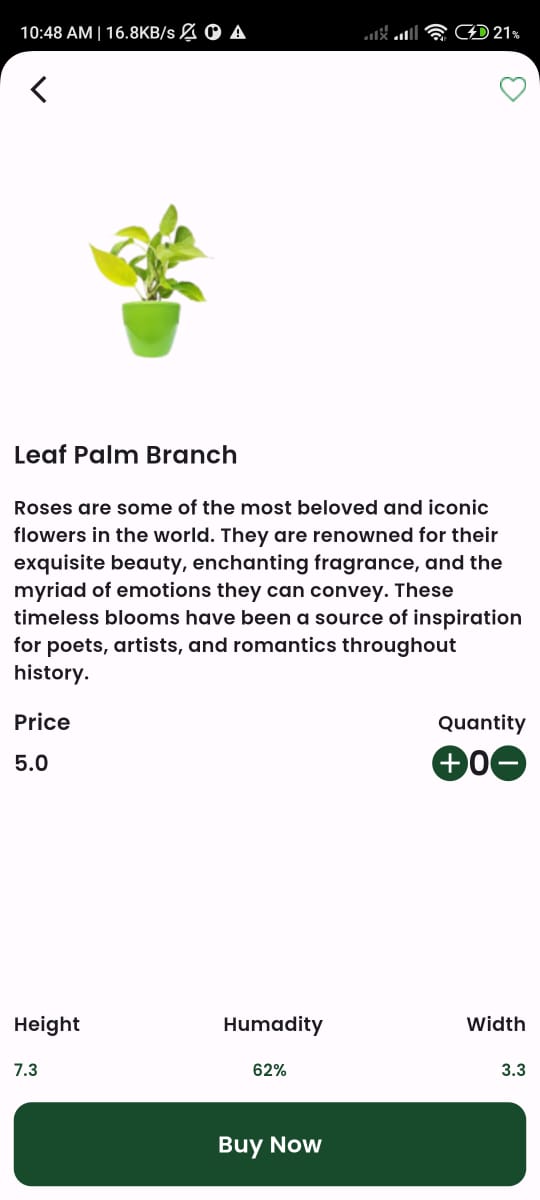 10:48 AM | 16.8KB/s 21%
Leaf Palm Branch
Roses are some of the most beloved and iconic
flowers in the world. They are renowned for their
exquisite beauty, enchanting fragrance, and the
myriad of emotions they can convey. These
timeless blooms have been a source of inspiration
for poets, artists, and romantics throughout
history.
Price Quantity
5.0 +0−
Height Humadity Width
7.3 62% 3.3
Buy Now